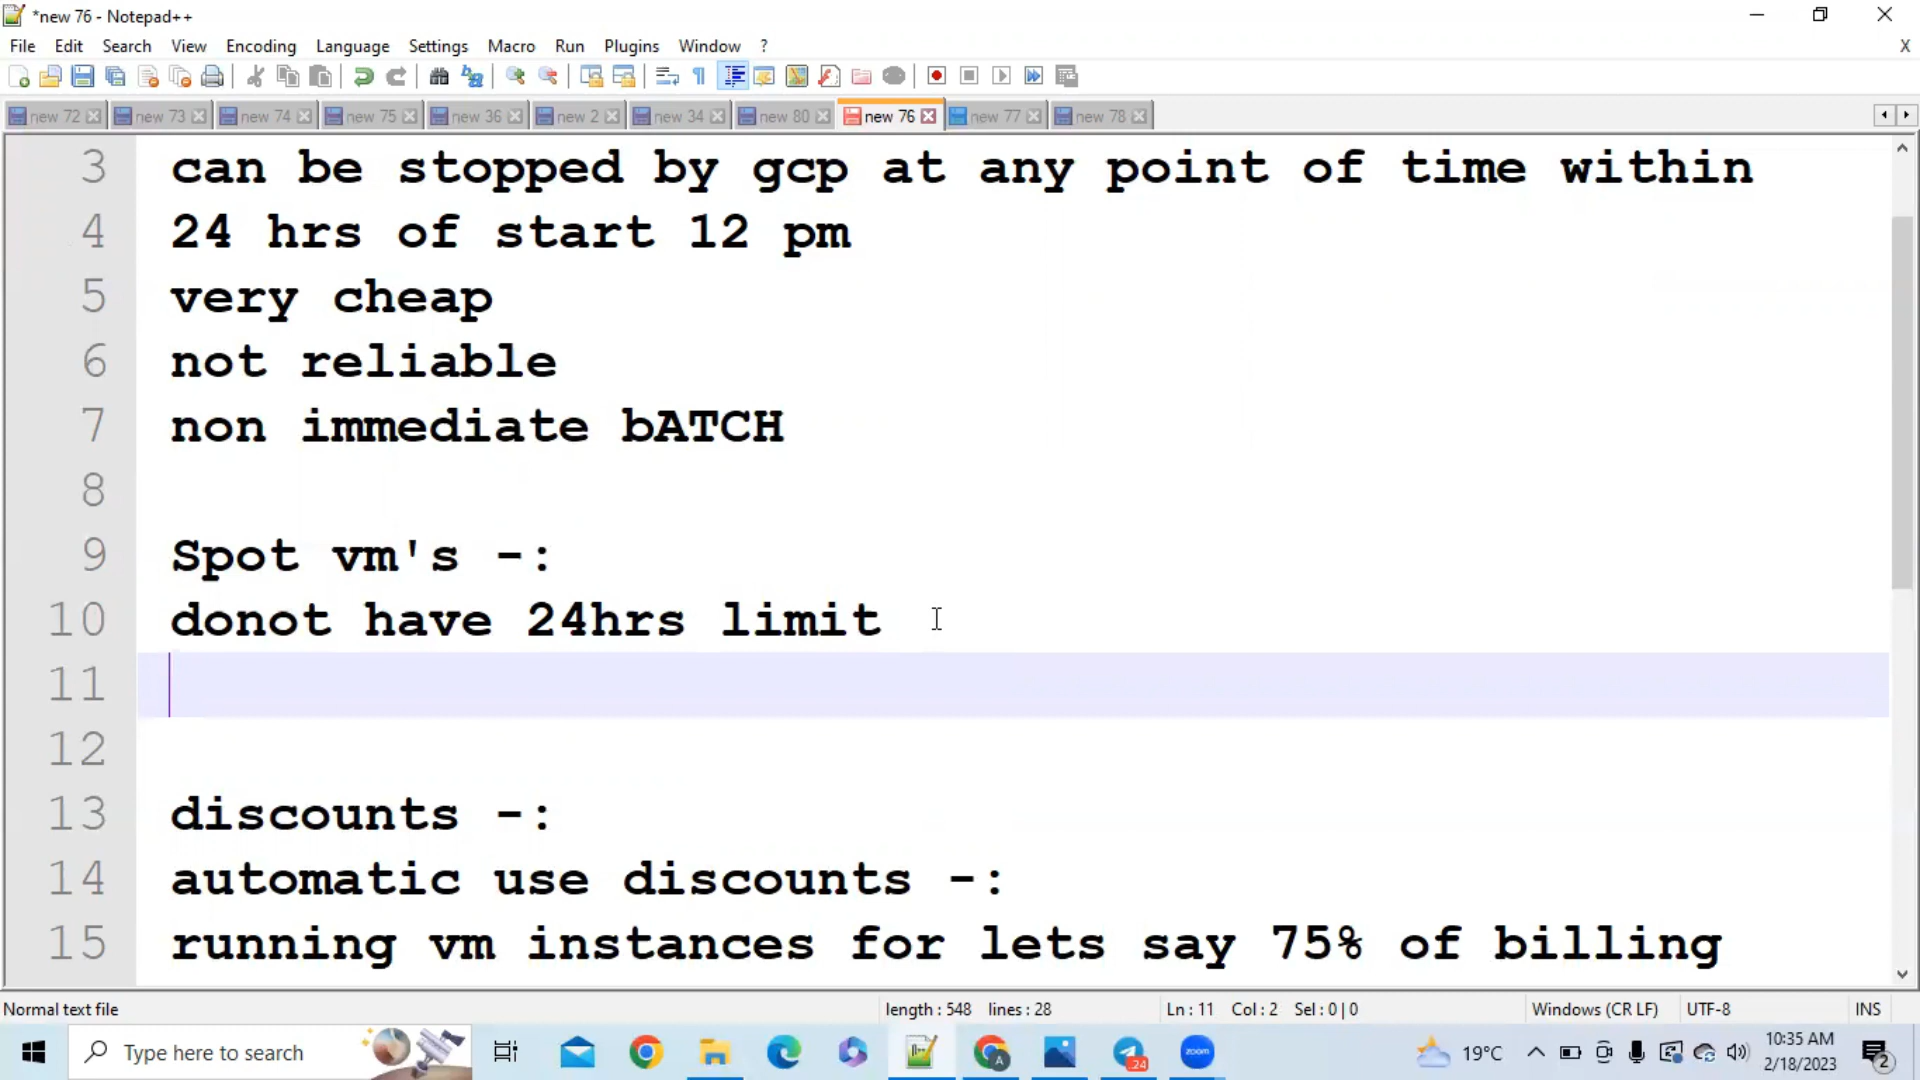 *new 76 - Notepad++
File Edit Search View Encoding Language Settings Macro Run Plugins Window ? X
new 72 new 73 new 74 new 75 new 36 new 2 new 34 new 80 new 76 new 77 new 78
3 can be stopped by gcp at any point of time within
4 24 hrs of start 12 pm
5 very cheap
6 not reliable
7 non immediate bATCH
8
9 Spot vm's -:
10 donot have 24hrs limit
11
12
13 discounts -:
14 automatic use discounts -:
15 running vm instances for lets say 75% of billing
Normal text file length : 548 lines : 28 Ln : 11 Col : 2 Sel : 0 | 0 Windows (CR LF) UTF-8 INS
Type here to search A 24 zoom 19°C 10:35 AM
2/18/2023 2